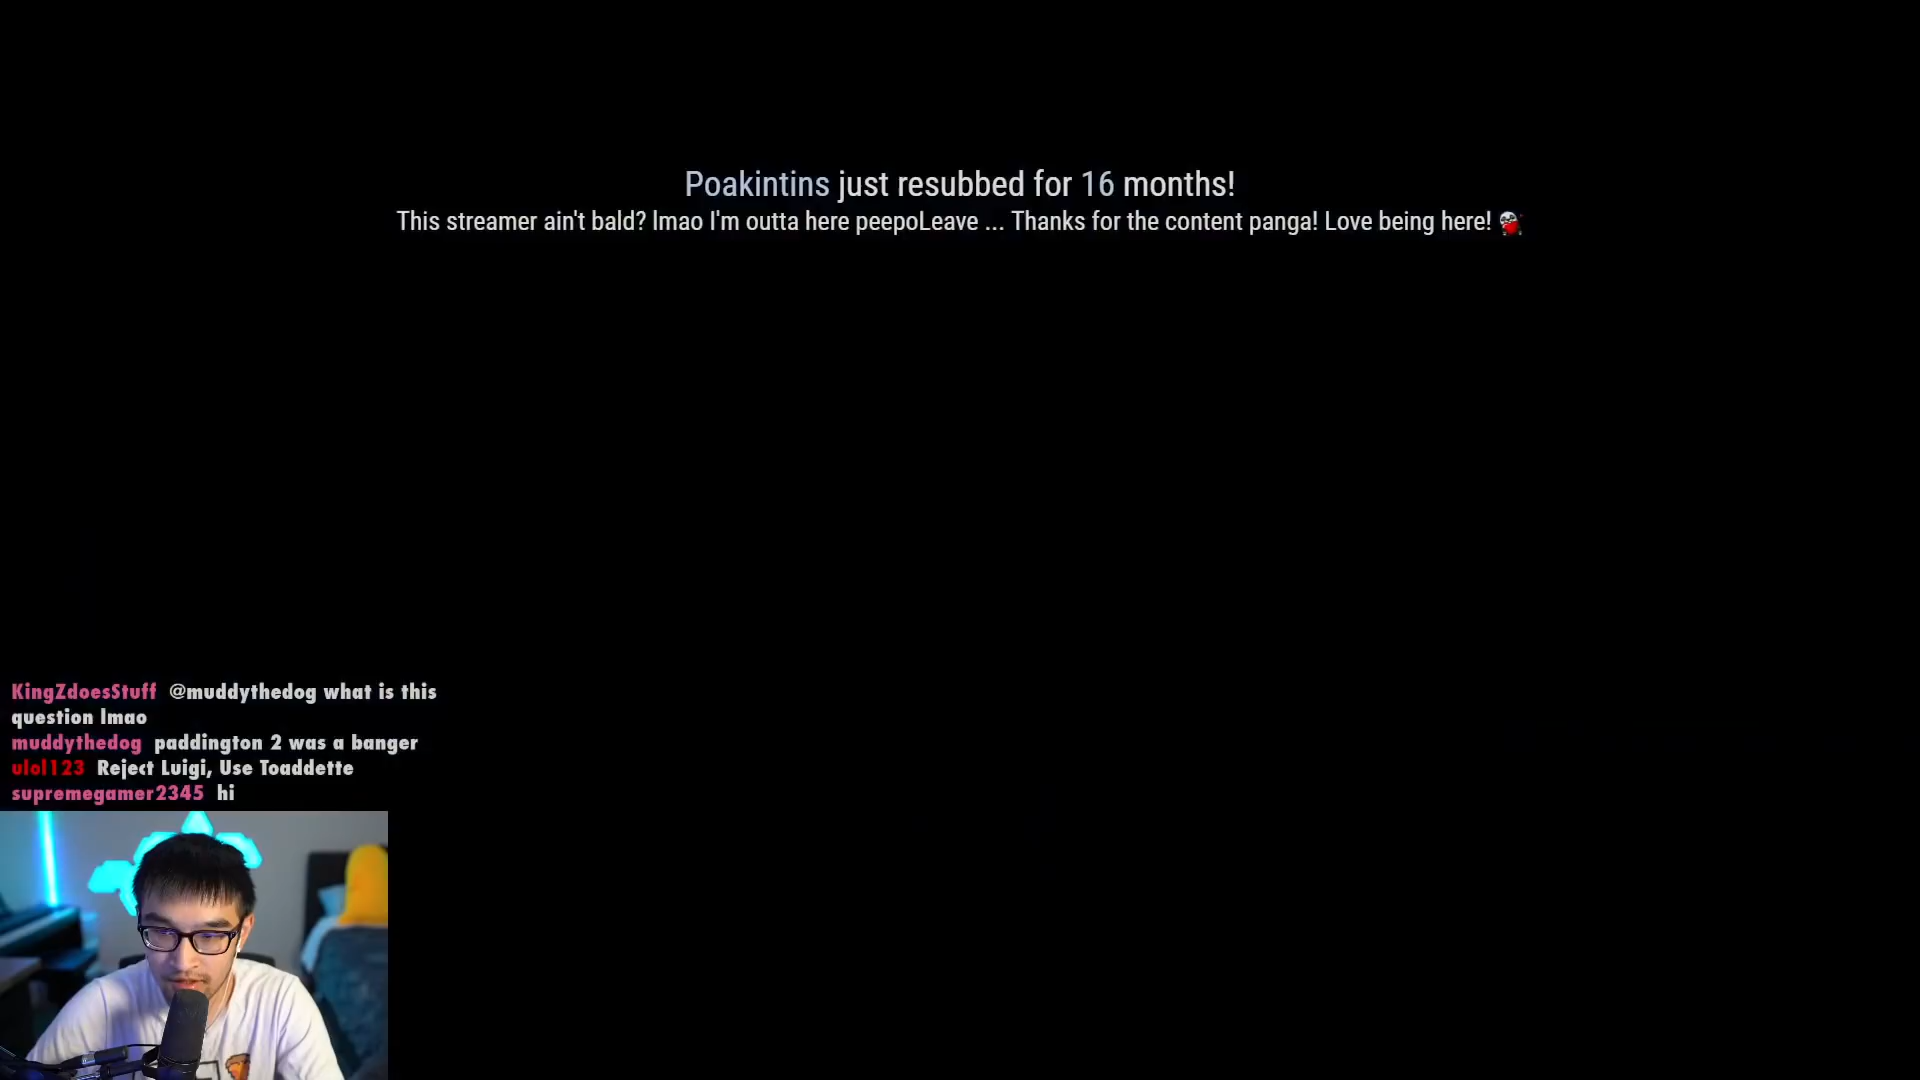 Poakintins just resubbed for 16 months!
This streamer ain't bald? lmao I'm outta here peepoLeave ... Thanks for the content panga! Love being here!
KingZdoesStuff @muddythedog what is this
question lmao
muddythedog paddington 2 was a banger
ulol123 Reject Luigi, Use Toaddette
supremegamer2345 hi